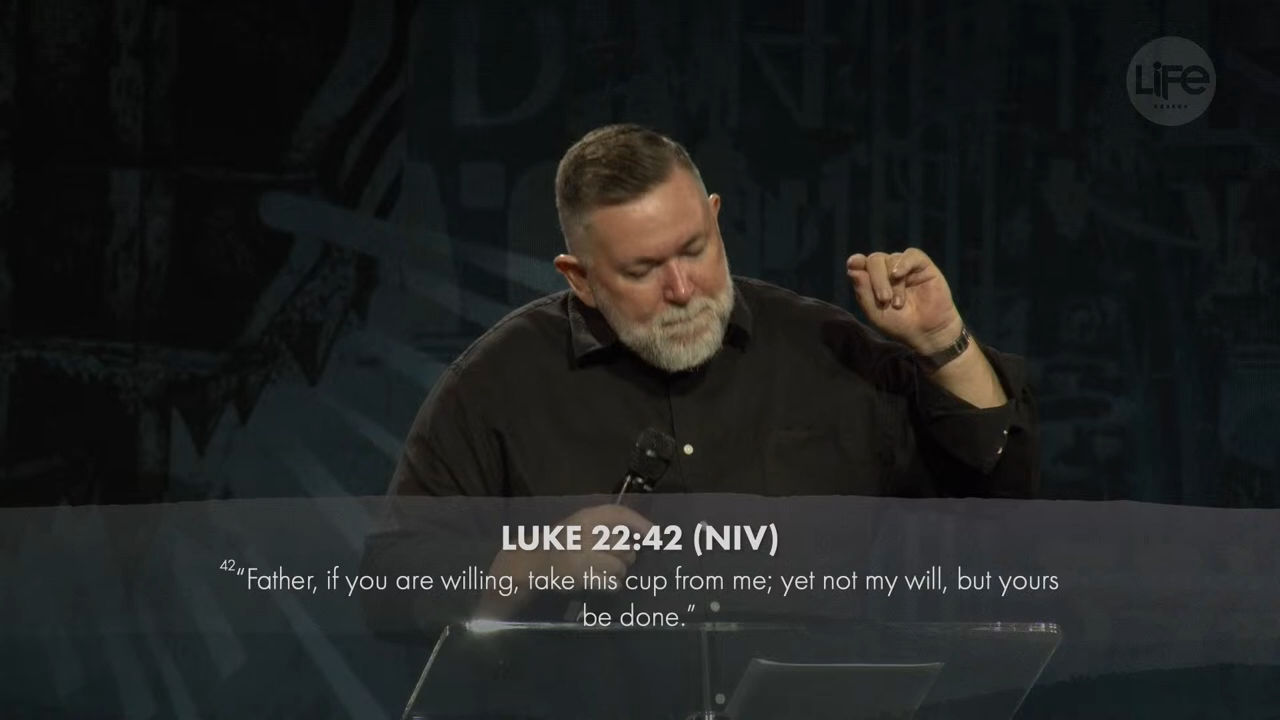 LiFe
LUKE 22:42 (NIV)
42"Father, if you are willing, take this cup from me; yet not my will, but yours
be done."